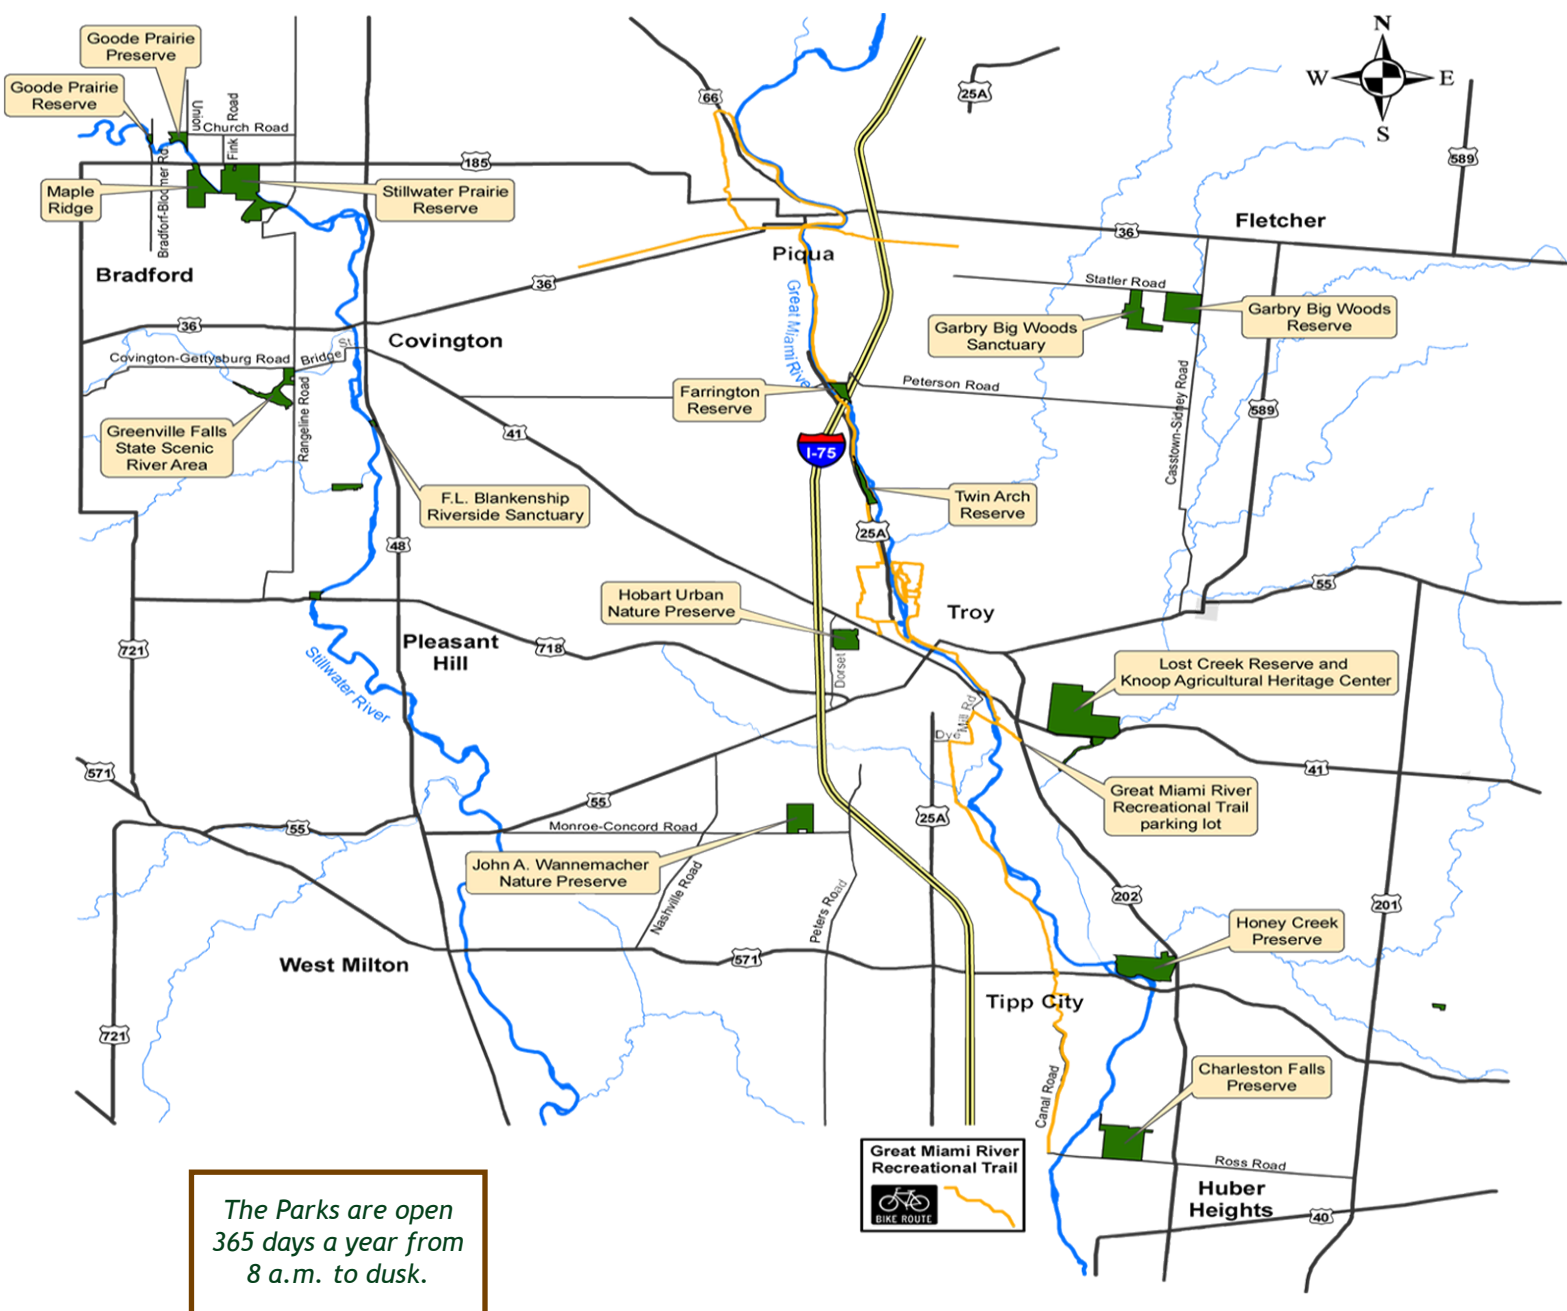 Goode Prairie
Preserve
Goode Prairie
Reserve
Union
Fink Road
Church Road
Bradforf-Bloomer Rd
Maple
Ridge
185
Stillwater Prairie
Reserve
Bradford
66
25A
N
W
E
S
589
36
Fletcher
Piqua
36
Great Miami River
Statler Road
Garbry Big Woods
Sanctuary
Garbry Big Woods
Reserve
36
Covington
Covington-Gettysburg Road
Bridge St
Rangeline Road
Farrington
Reserve
Peterson Road
Casstown-Sidney Road
589
Greenville Falls
State Scenic
River Area
41
I-75
F.L. Blankenship
Riverside Sanctuary
Twin Arch
Reserve
25A
48
55
Hobart Urban
Nature Preserve
Troy
721
Pleasant
Hill
718
Stillwater River
Dorset
Lost Creek Reserve and
Knoop Agricultural Heritage Center
Dye Mill Rd
571
41
Great Miami River
Recreational Trail
parking lot
55
55
Monroe-Concord Road
25A
John A. Wannemacher
Nature Preserve
Nashville Road
Peters Road
202
201
Honey Creek
Preserve
West Milton
571
Tipp City
721
Canal Road
Charleston Falls
Preserve
Great Miami River
Recreational Trail
BIKE ROUTE
Ross Road
Huber
Heights
40
The Parks are open
365 days a year from
8 a.m. to dusk.